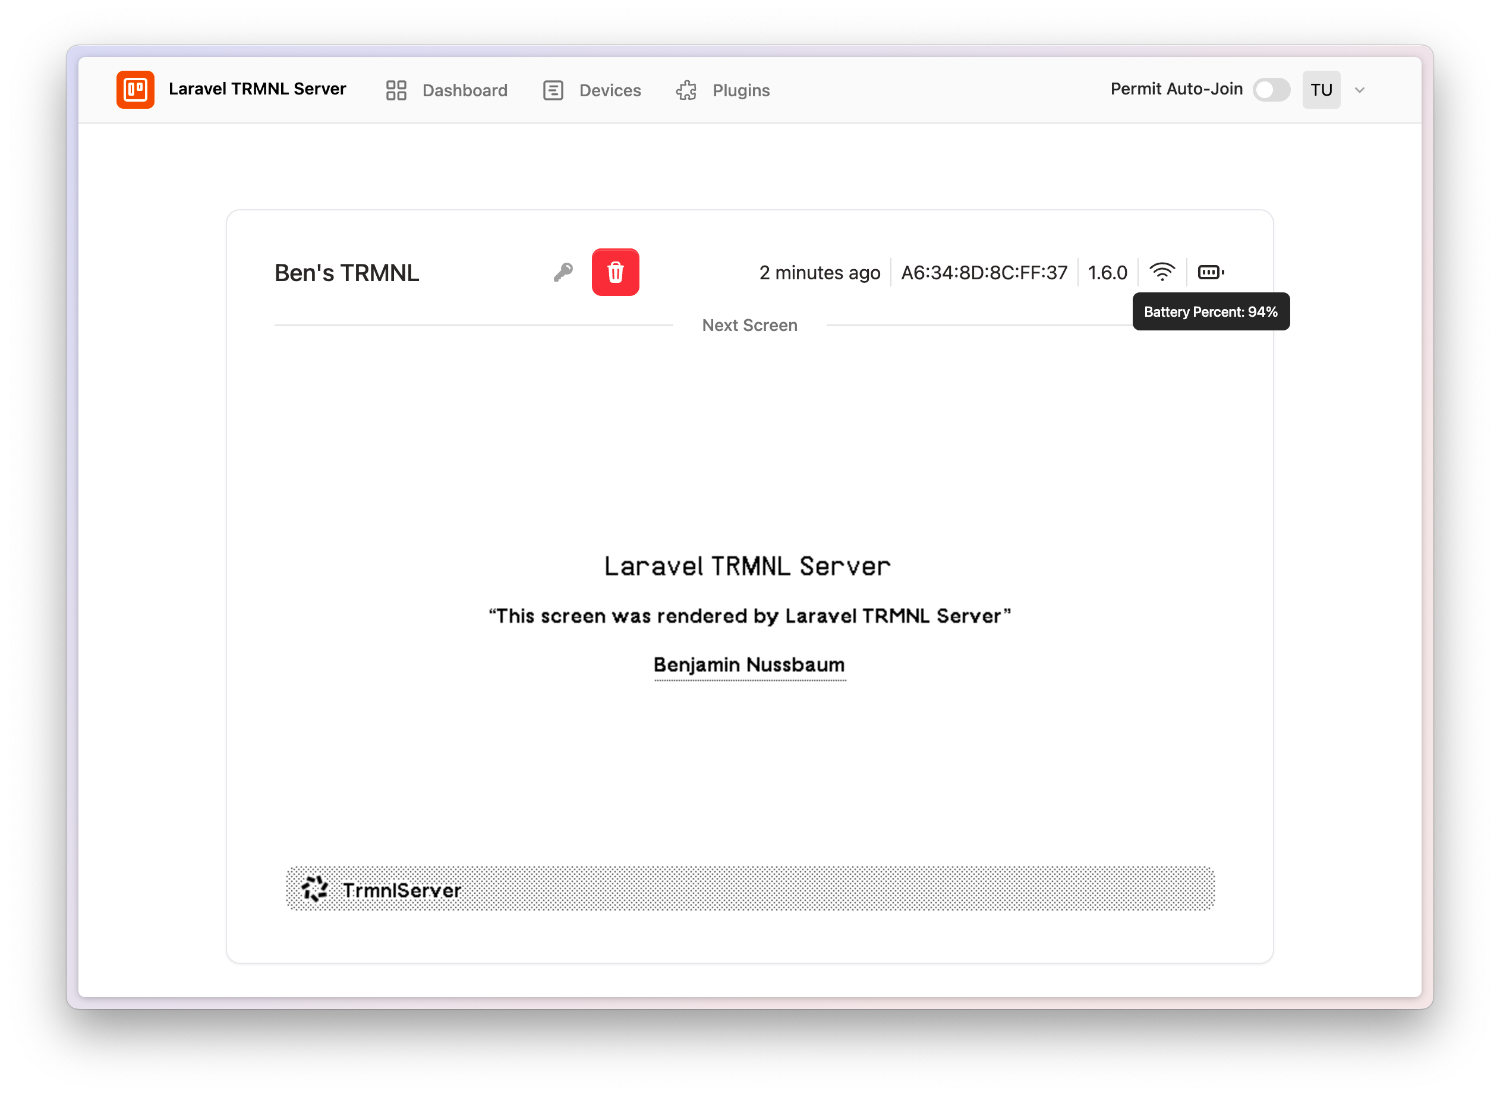 Laravel TRMNL Server Dashboard Devices Plugins Permit Auto-Join TU
Ben's TRMNL 2 minutes ago A6:34:8D:8C:FF:37 1.6.0
Battery Percent: 94%
Next Screen
Laravel TRMNL Server
“This screen was rendered by Laravel TRMNL Server”
Benjamin Nussbaum
TrmnlServer